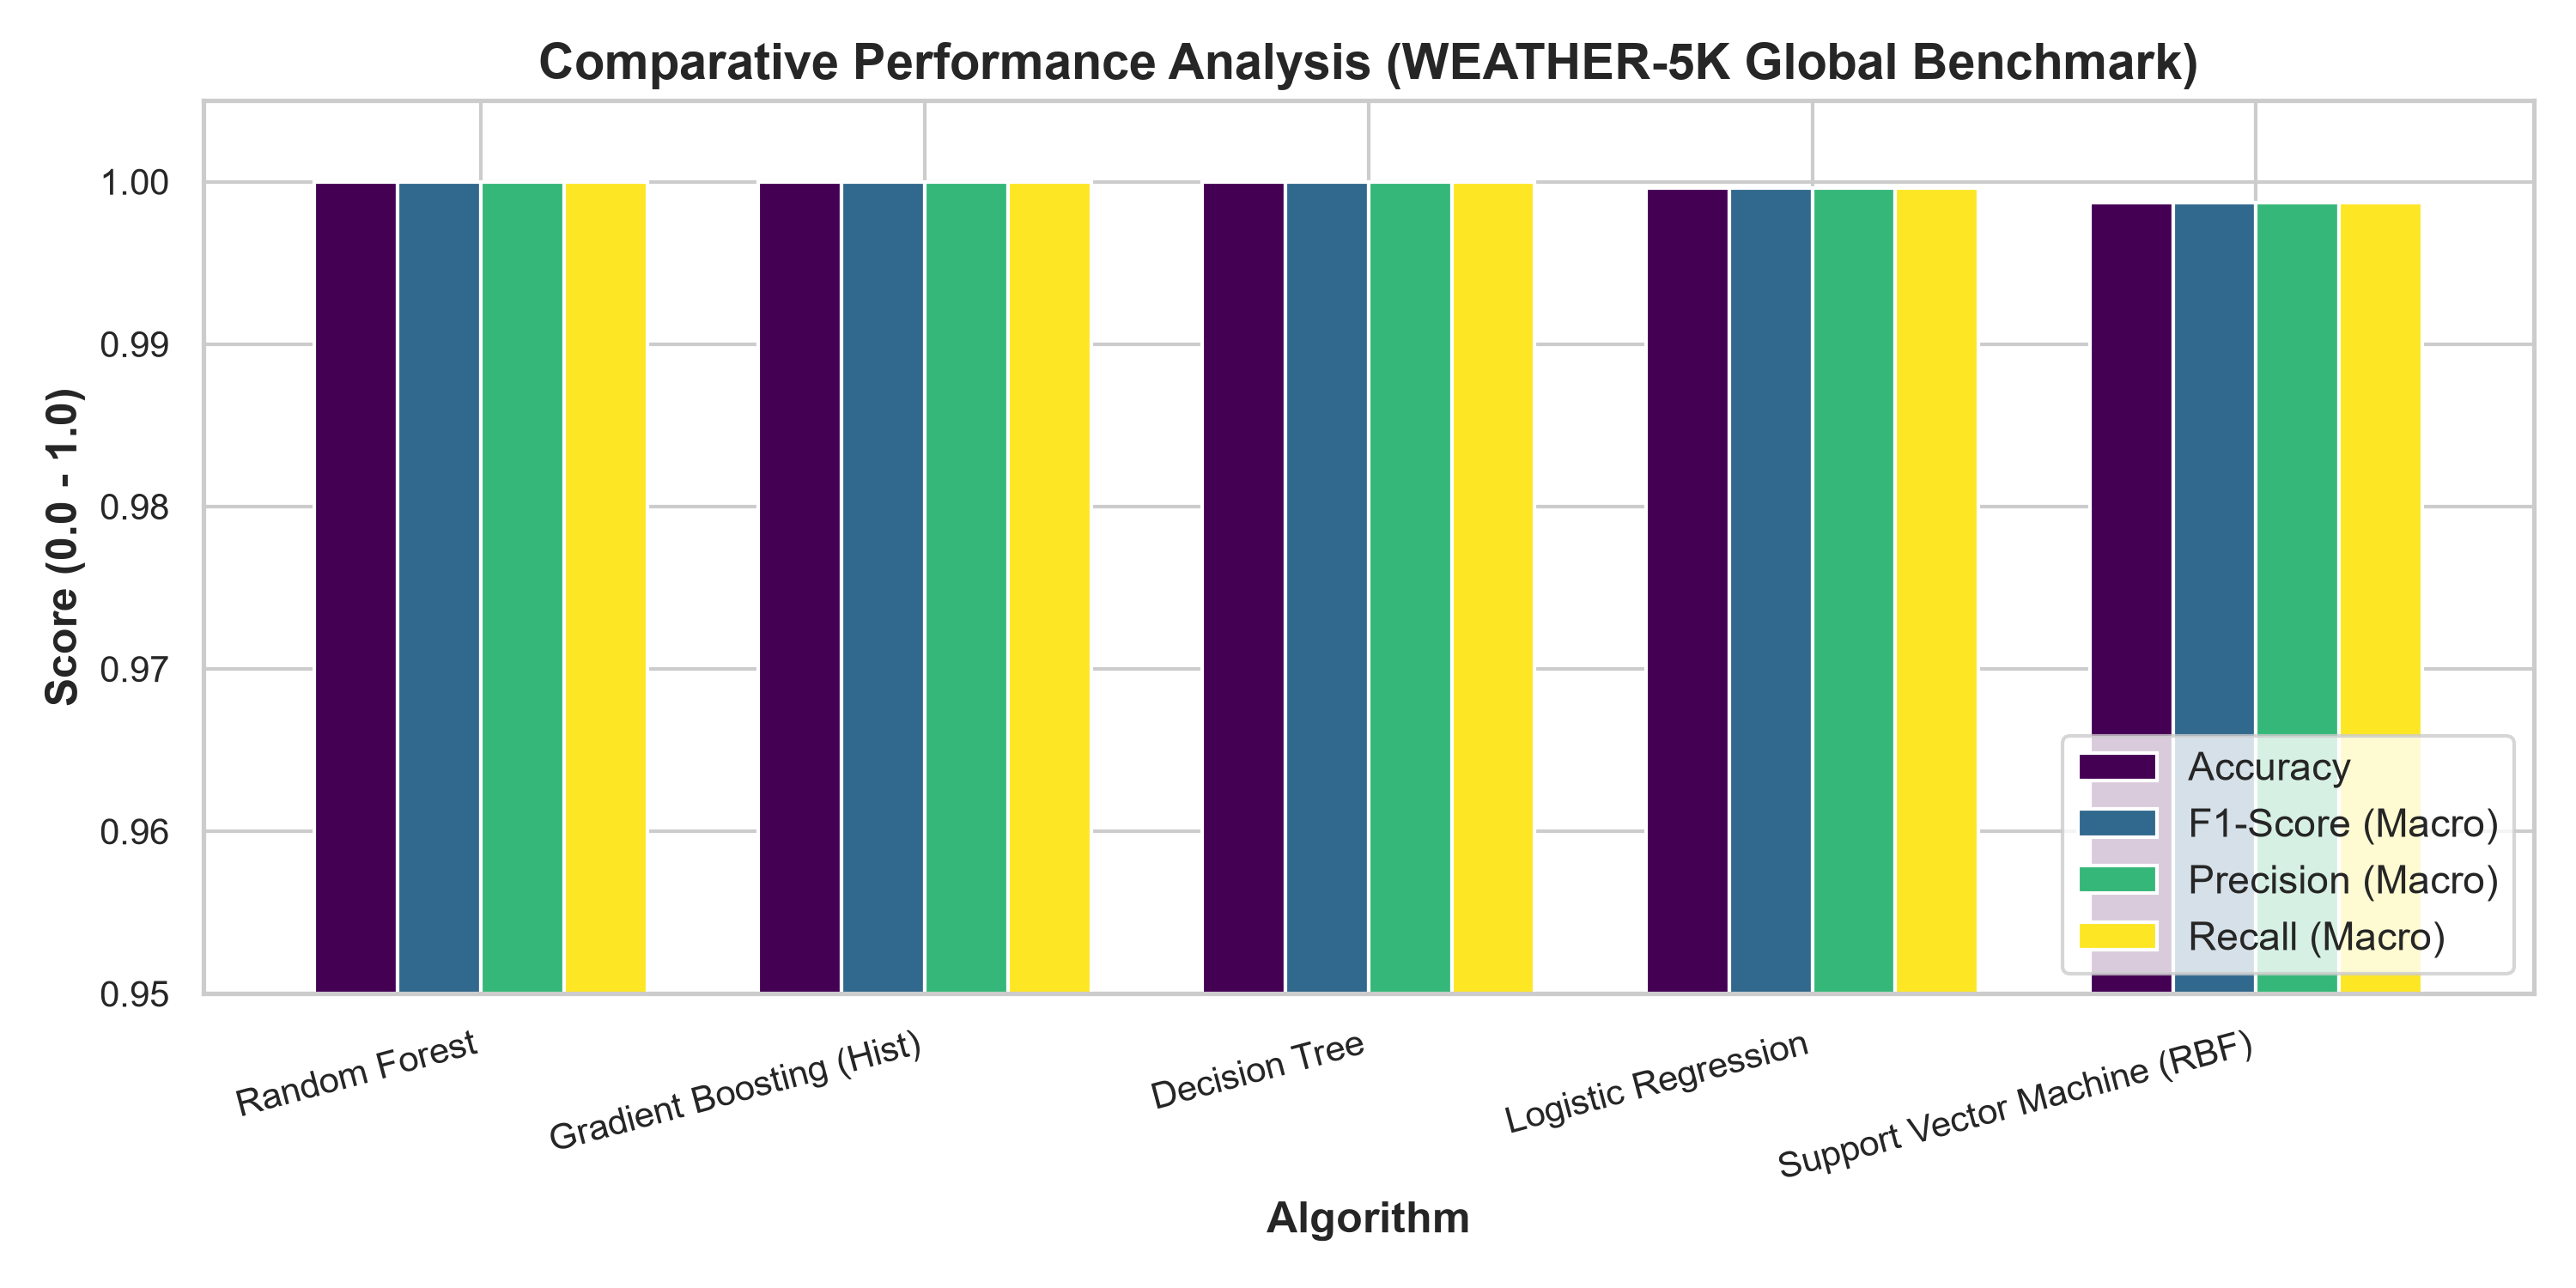 Comparative Performance Analysis (WEATHER-5K Global Benchmark)
Score (0.0 - 1.0)
1.00
0.99
0.98
0.97
0.96
0.95
Accuracy
F1-Score (Macro)
Precision (Macro)
Recall (Macro)
Random Forest
Gradient Boosting (Hist)
Decision Tree
Logistic Regression
Support Vector Machine (RBF)
Algorithm